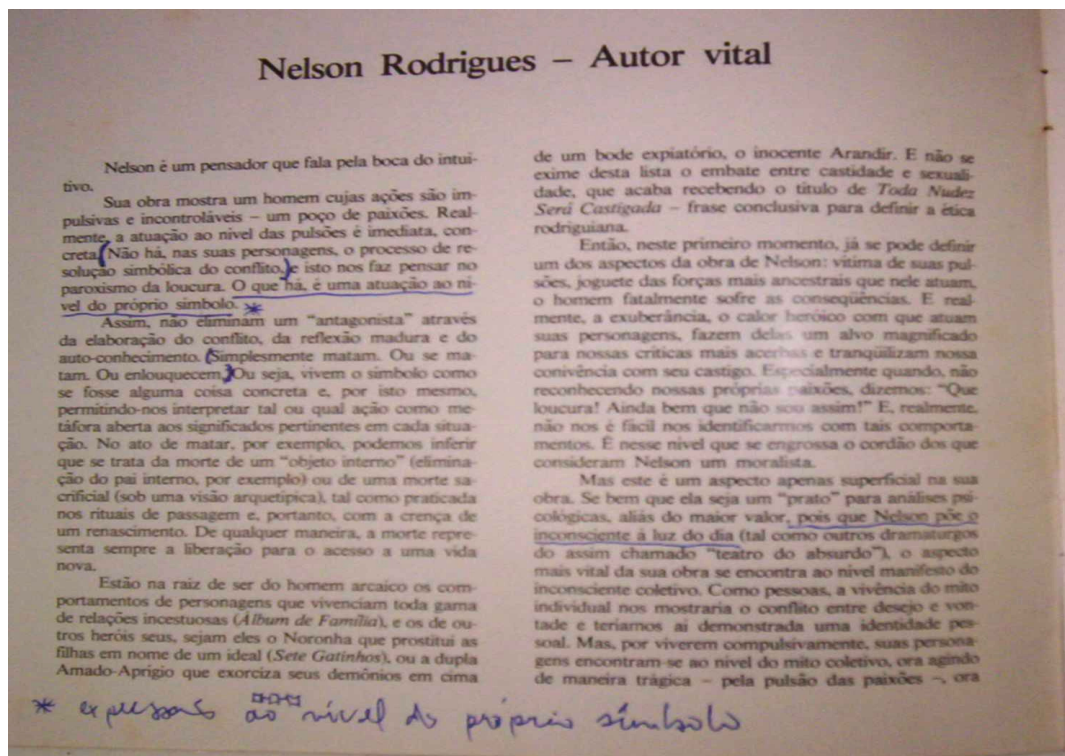 Nelson Rodrigues – Autor vital
Nelson é um pensador que fala pela boca do intui-
tivo.
Sua obra mostra um homem cujas ações são im-
pulsivas e incontroláveis – um poço de paixões. Real-
mente, a atuação ao nível das pulsões é imediata, con-
creta. (Não há, nas suas personagens, o processo de re-
solução simbólica do conflito,) e isto nos faz pensar no
paroxismo da loucura. O que há, é uma atuação ao ní-
vel do próprio símbolo. *
Assim, não eliminam um "antagonista" através
da elaboração do conflito, da reflexão madura e do
auto-conhecimento. (Simplesmente matam. Ou se ma-
tam. Ou enlouquecem.) Ou seja, vivem o símbolo como
se fosse alguma coisa concreta e, por isto mesmo,
permitindo-nos interpretar tal ou qual ação como me-
táfora aberta aos significados pertinentes em cada situa-
ção. No ato de matar, por exemplo, podemos inferir
que se trata da morte de um "objeto interno" (elimina-
ção do pai interno, por exemplo) ou de uma morte sa-
crificial (sob uma visão arquetípica), tal como praticada
nos rituais de passagem e, portanto, com a crença de
um renascimento. De qualquer maneira, a morte repre-
senta sempre a liberação para o acesso a uma vida
nova.
Estão na raiz de ser do homem arcaico os com-
portamentos de personagens que vivenciam toda gama
de relações incestuosas (Álbum de Família), e os de ou-
tros heróis seus, sejam eles o Noronha que prostitui as
filhas em nome de um ideal (Sete Gatinhos), ou a dupla
Amado-Aprígio que exorciza seus demônios em cima
de um bode expiatório, o inocente Arandir. E não se
exime desta lista o embate entre castidade e sexuali-
dade, que acaba recebendo o título de Toda Nudez
Será Castigada – frase conclusiva para definir a ética
rodriguiana.
Então, neste primeiro momento, já se pode definir
um dos aspectos da obra de Nelson: vítima de suas pul-
sões, joguete das forças mais ancestrais que nele atuam,
o homem fatalmente sofre as conseqüências. E real-
mente, a exuberância, o calor heróico com que atuam
suas personagens, fazem delas um alvo magnificado
para nossas críticas mais acerbas e tranqüilizam nossa
conivência com seu castigo. Especialmente quando, não
reconhecendo nossas próprias paixões, dizemos: "Que
loucura! Ainda bem que não sou assim!" E, realmente,
não nos é fácil nos identificarmos com tais comporta-
mentos. É nesse nível que se engrossa o cordão dos que
consideram Nelson um moralista.
Mas este é um aspecto apenas superficial na sua
obra. Se bem que ela seja um "prato" para análises psi-
cológicas, aliás do maior valor, pois que Nelson põe o
inconsciente à luz do dia (tal como outros dramaturgos
do assim chamado "teatro do absurdo"), o aspecto
mais vital da sua obra se encontra ao nível manifesto do
inconsciente coletivo. Como pessoas, a vivência do mito
individual nos mostraria o conflito entre desejo e von-
tade e teríamos aí demonstrada uma identidade pes-
soal. Mas, por viverem compulsivamente, suas persona-
gens encontram-se ao nível do mito coletivo, ora agindo
de maneira trágica – pela pulsão das paixões –, ora
* ao nível do próprio símbolo